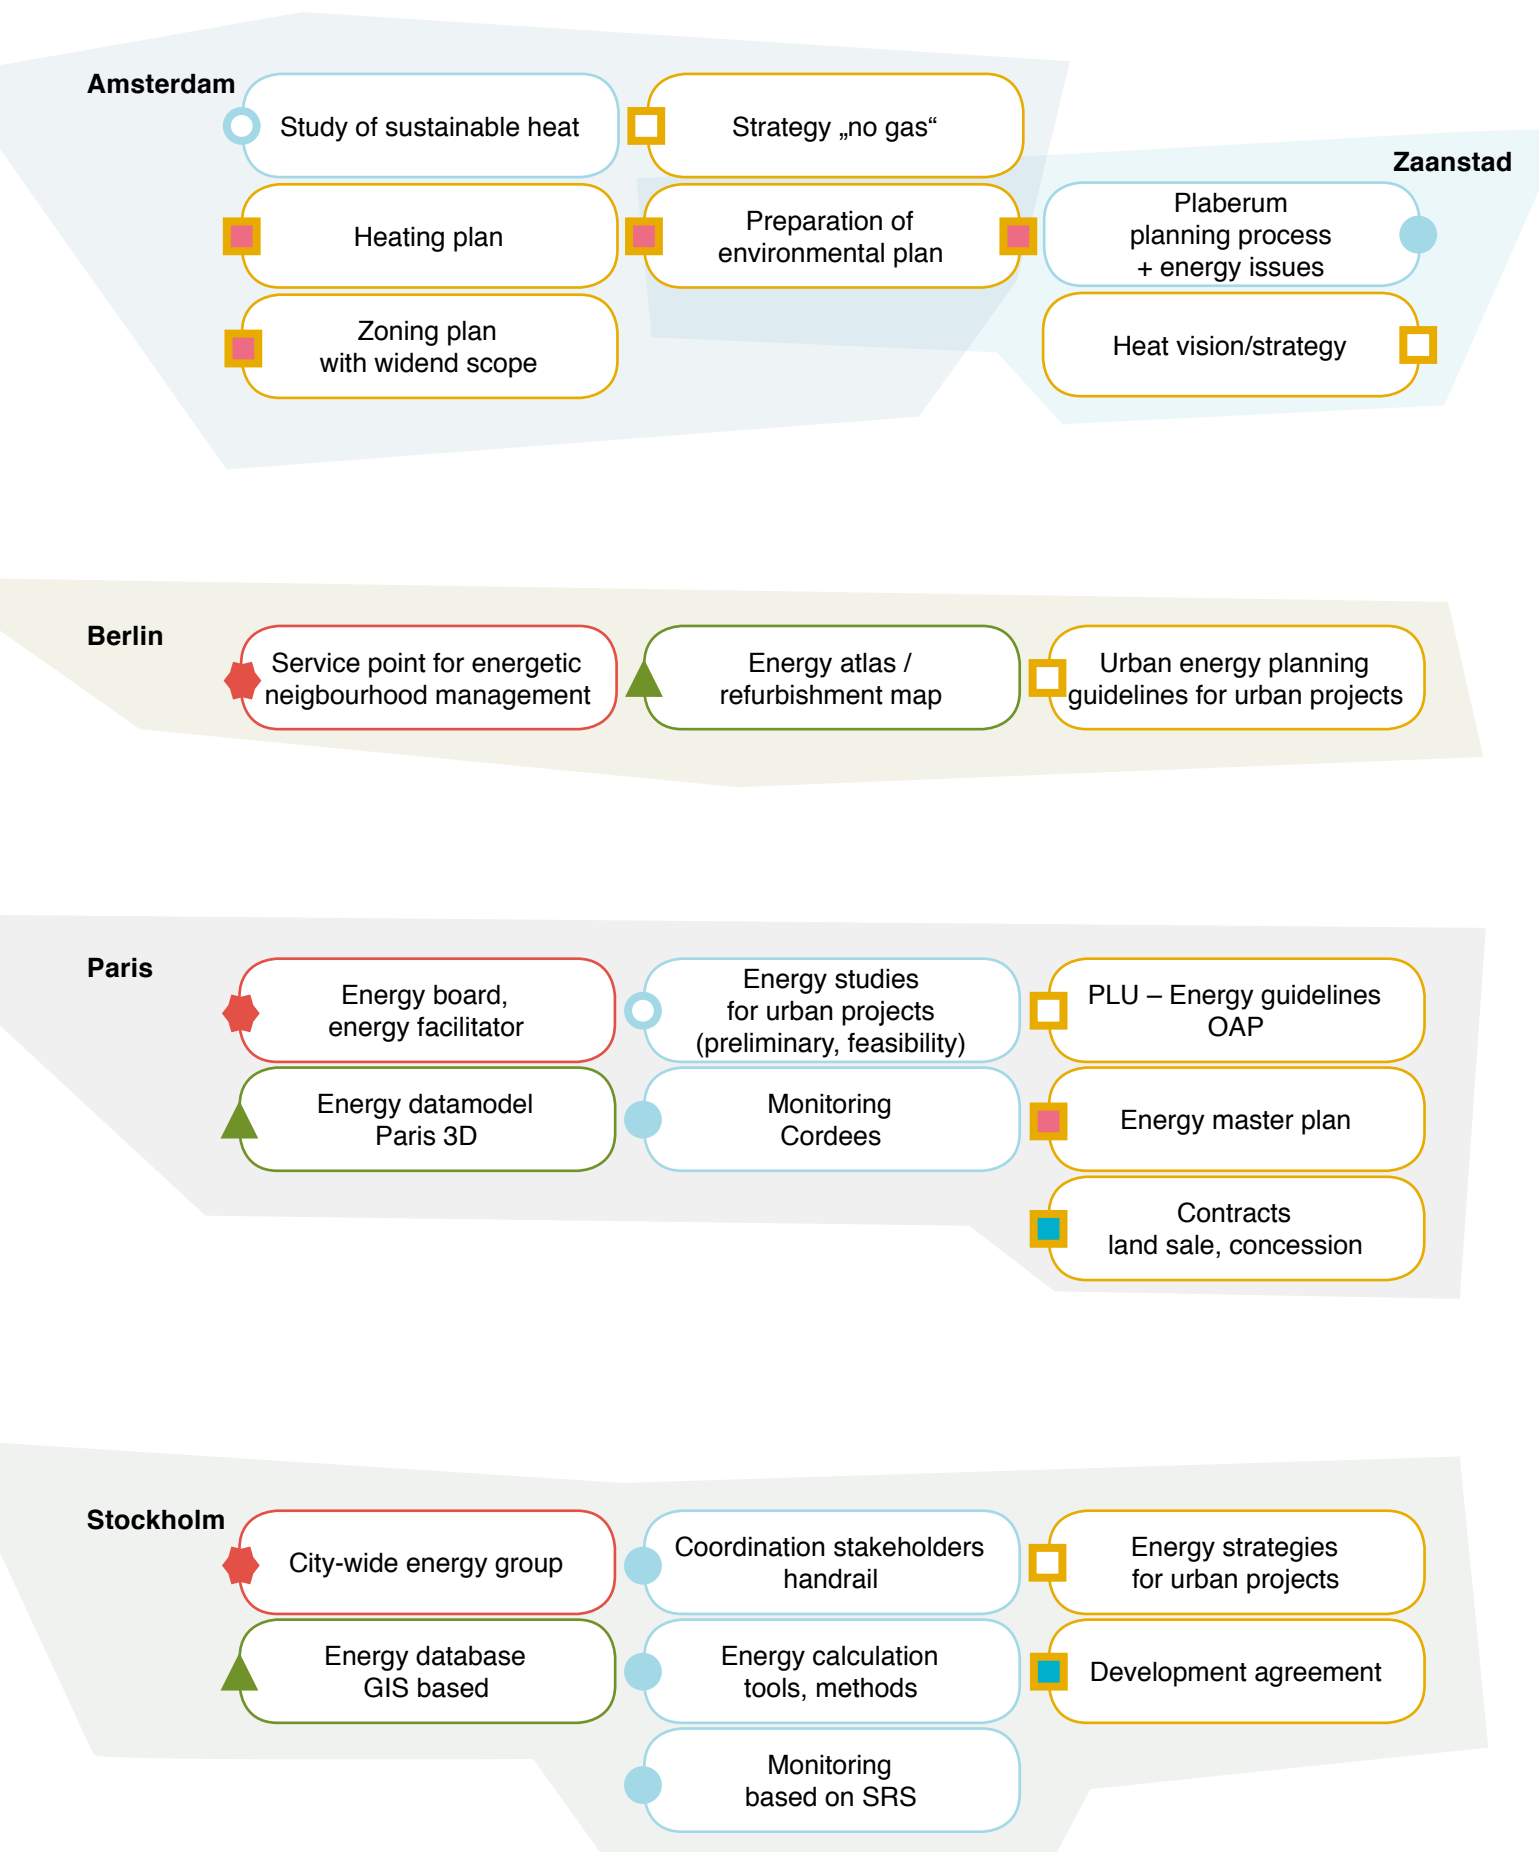 Amsterdam
Study of sustainable heat
Strategy „no gas“
Zaanstad
Heating plan
Preparation of
environmental plan
Plaberum
planning process
+ energy issues
Zoning plan
with widend scope
Heat vision/strategy
Berlin
Service point for energetic
neigbourhood management
Energy atlas /
refurbishment map
Urban energy planning
guidelines for urban projects
Paris
Energy board,
energy facilitator
Energy studies
for urban projects
(preliminary, feasibility)
PLU – Energy guidelines
OAP
Energy datamodel
Paris 3D
Monitoring
Cordees
Energy master plan
Contracts
land sale, concession
Stockholm
City-wide energy group
Coordination stakeholders
handrail
Energy strategies
for urban projects
Energy database
GIS based
Energy calculation
tools, methods
Development agreement
Monitoring
based on SRS